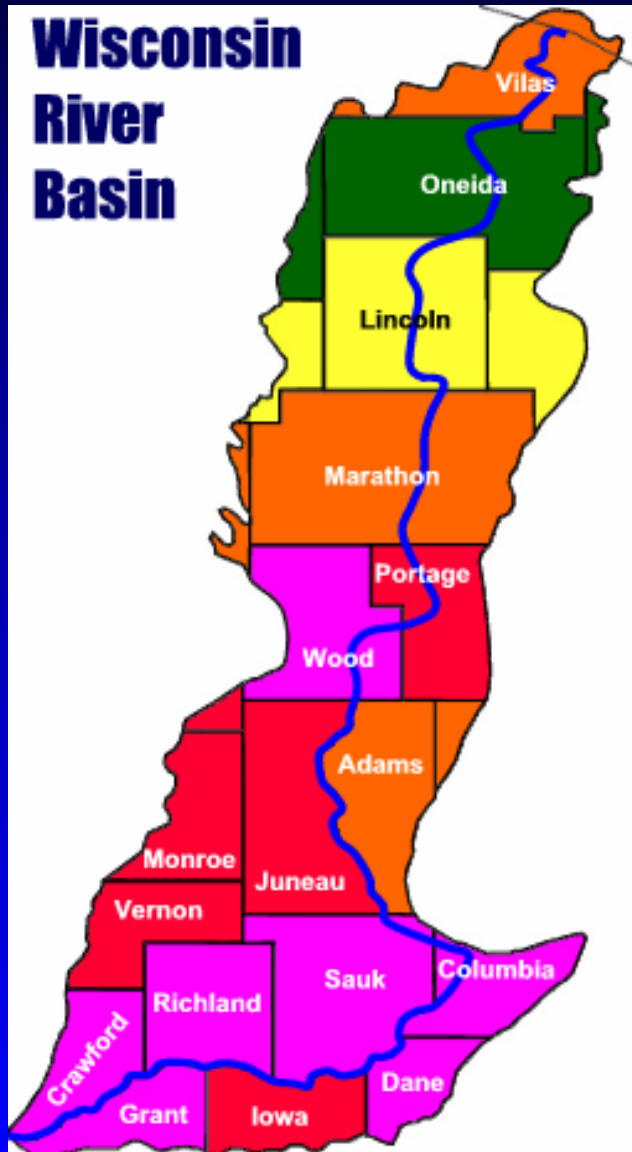 Wisconsin
River
Basin
Vilas
Oneida
Lincoln
Marathon
Portage
Wood
Adams
Monroe
Juneau
Vernon
Sauk
Columbia
Richland
Crawford
Dane
Grant
Iowa